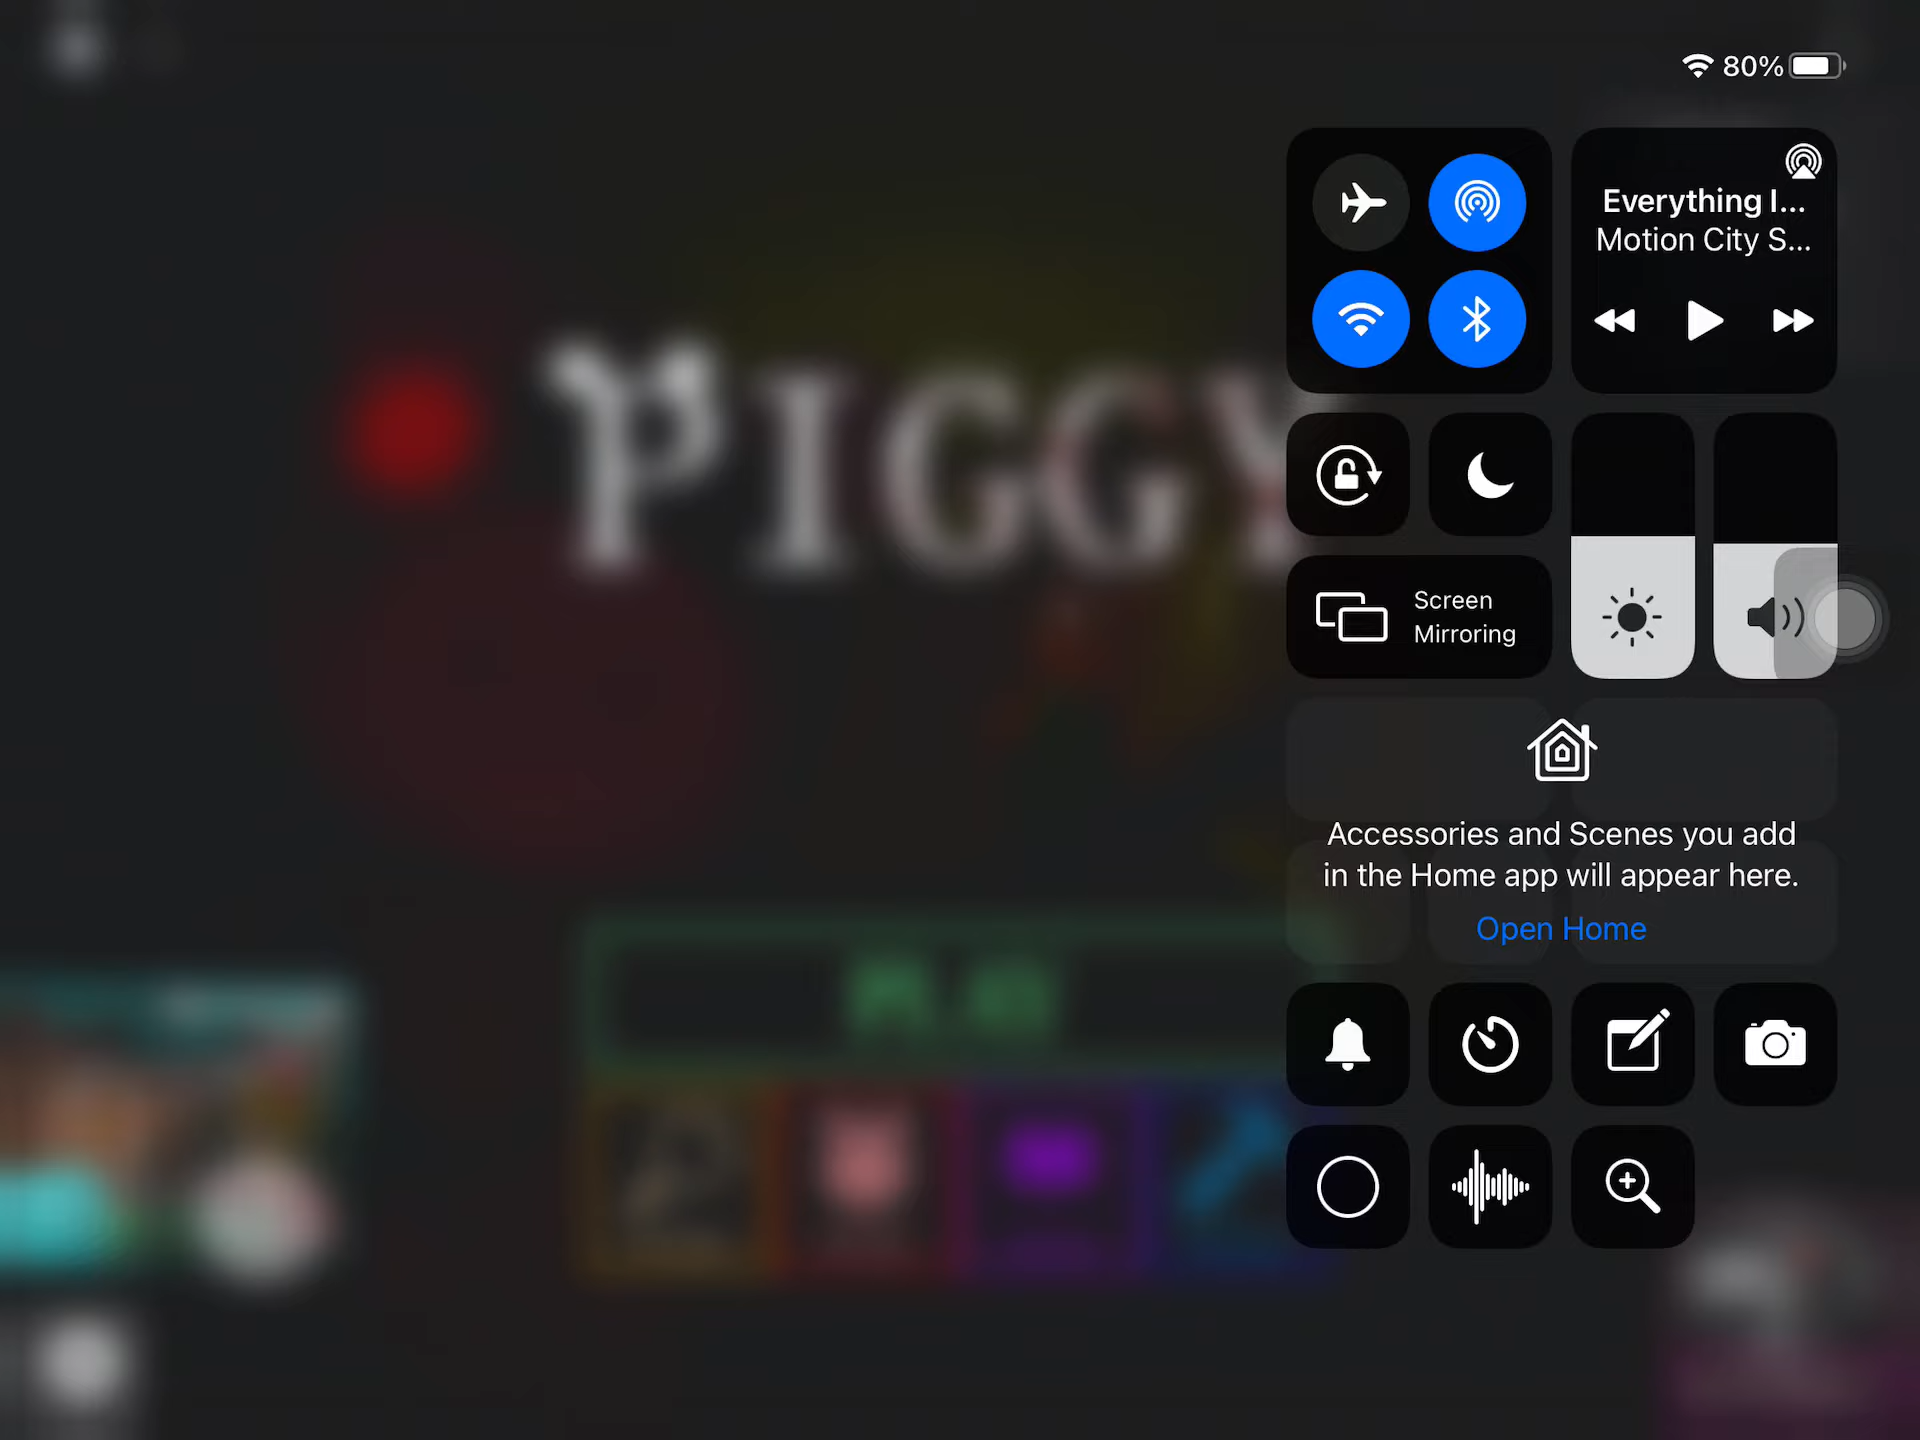 80%
Everything I...
Motion City S...
PIGGY
Screen
Mirroring
Accessories and Scenes you add
in the Home app will appear here.
Open Home
PLAY